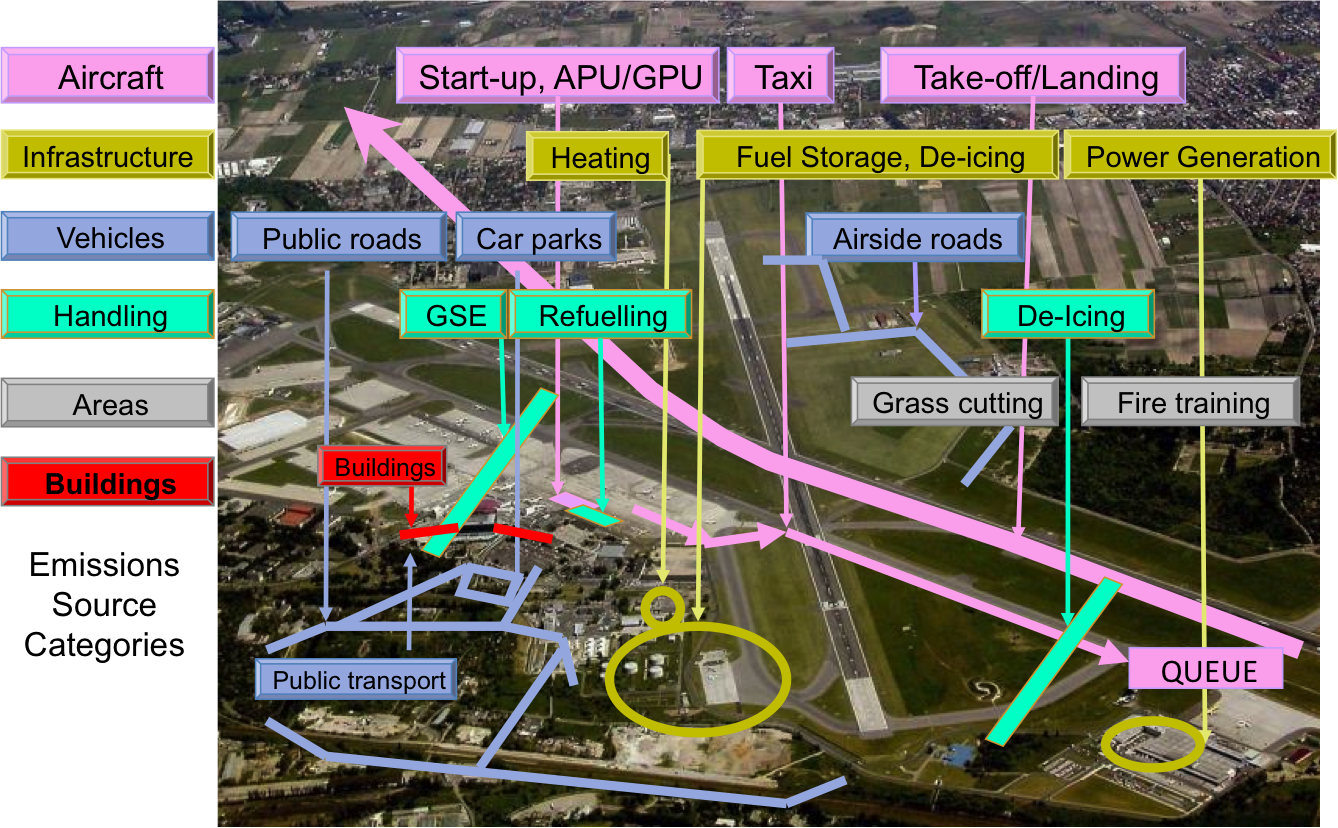 Aircraft
Start-up, APU/GPU
Taxi
Take-off/Landing
Infrastructure
Heating
Fuel Storage, De-icing
Power Generation
Vehicles
Public roads
Car parks
Airside roads
Handling
GSE
Refuelling
De-Icing
Areas
Grass cutting
Fire training
Buildings
Buildings
Emissions
Source
Categories
Public transport
QUEUE